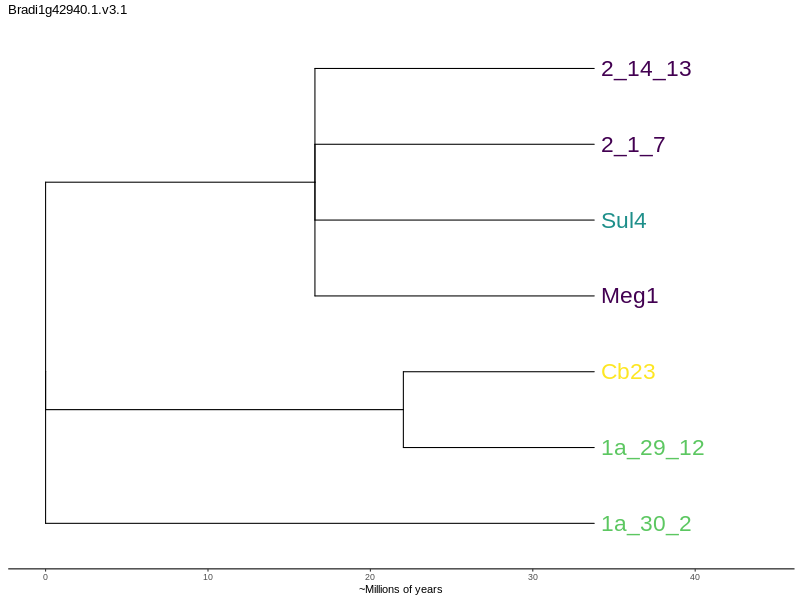 Bradi1g42940.1.v3.1
2_14_13
2_1_7
Sul4
Meg1
Cb23
1a_29_12
1a_30_2
0 10 20 30 40
~Millions of years